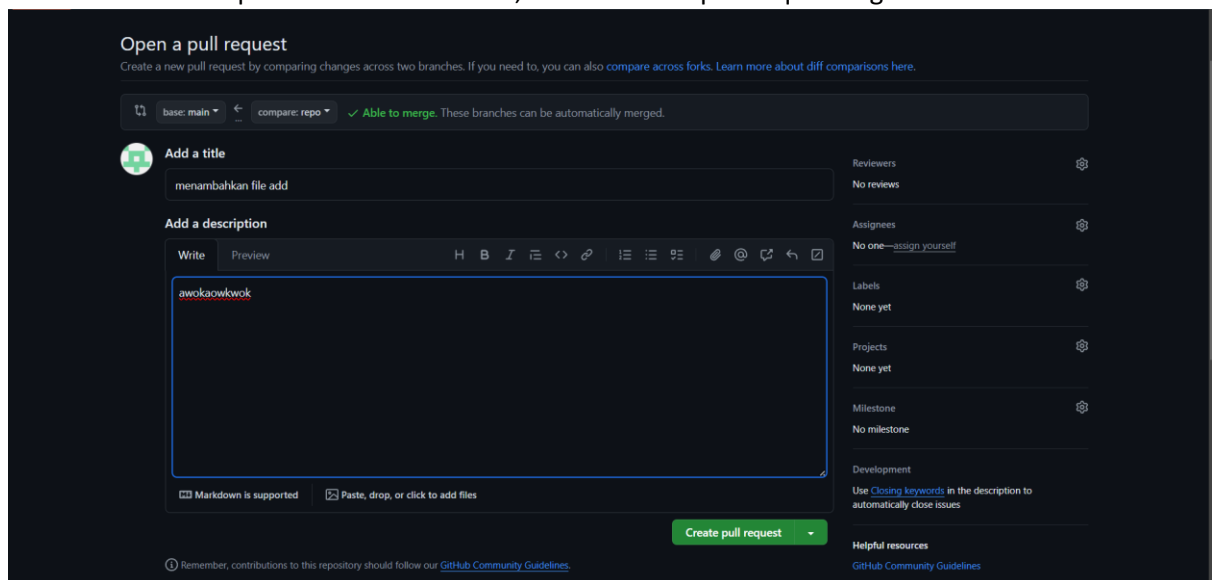 Open a pull request
Create a new pull request by comparing changes across two branches. If you need to, you can also compare across forks. Learn more about diff comparisons here.
base: main
compare: repo
Able to merge. These branches can be automatically merged.
Add a title
menambahkan file add
Add a description
Write
Preview
awokaowkwok
Markdown is supported
Paste, drop, or click to add files
Create pull request
Remember, contributions to this repository should follow our GitHub Community Guidelines.
Reviewers
No reviews
Assignees
No one—assign yourself
Labels
None yet
Projects
None yet
Milestone
No milestone
Development
Use Closing keywords in the description to
automatically close issues
Helpful resources
GitHub Community Guidelines